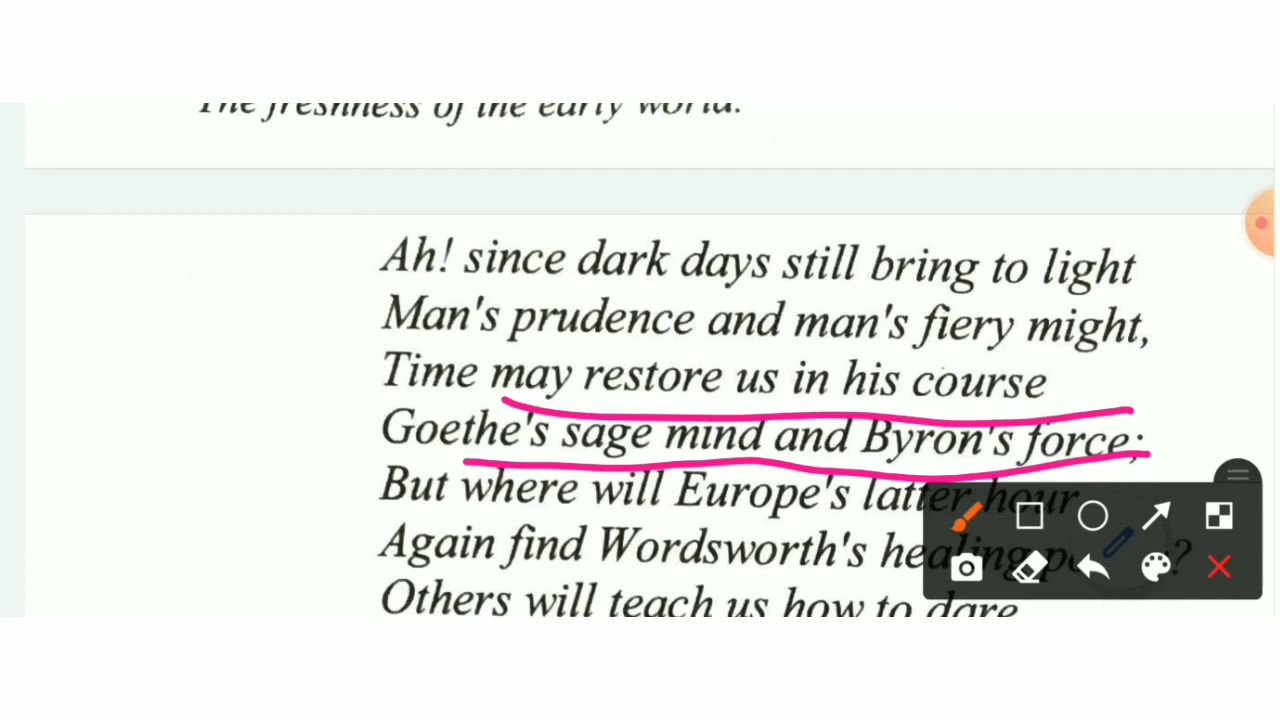 The freshness of the early world.
Ah! since dark days still bring to light
Man's prudence and man's fiery might,
Time may restore us in his course
Goethe's sage mind and Byron's force;
But where will Europe's latter hour
Again find Wordsworth's healing ?
Others will teach us how to dare